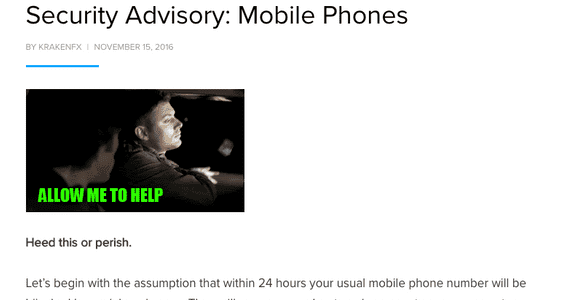 Security Advisory: Mobile Phones
BY KRAKENFX | NOVEMBER 15, 2016
ALLOW ME TO HELP
Heed this or perish.
Let's begin with the assumption that within 24 hours your usual mobile phone number will be